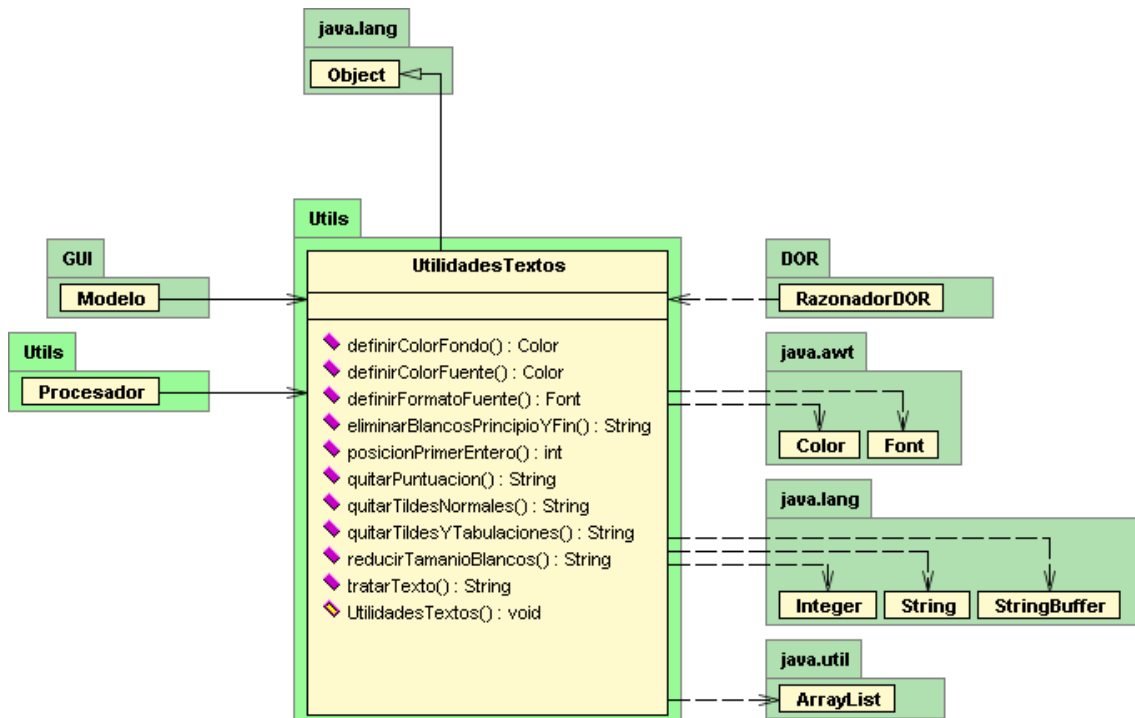 java.lang
Object
Utils
UtilidadesTextos
GUI
Modelo
Utils
Procesador
definirColorFondo() : Color
definirColorFuente() : Color
definirFormatoFuente() : Font
eliminarBlancosPrincipioYFin() : String
posicionPrimerEntero() : int
quitarPuntuacion() : String
quitarTildesNormales() : String
quitarTildesYTabulaciones() : String
reducirTamanioBlancos() : String
tratarTexto() : String
UtilidadesTextos() : void
DOR
RazonadorDOR
java.awt
Color Font
java.lang
Integer String StringBuffer
java.util
ArrayList